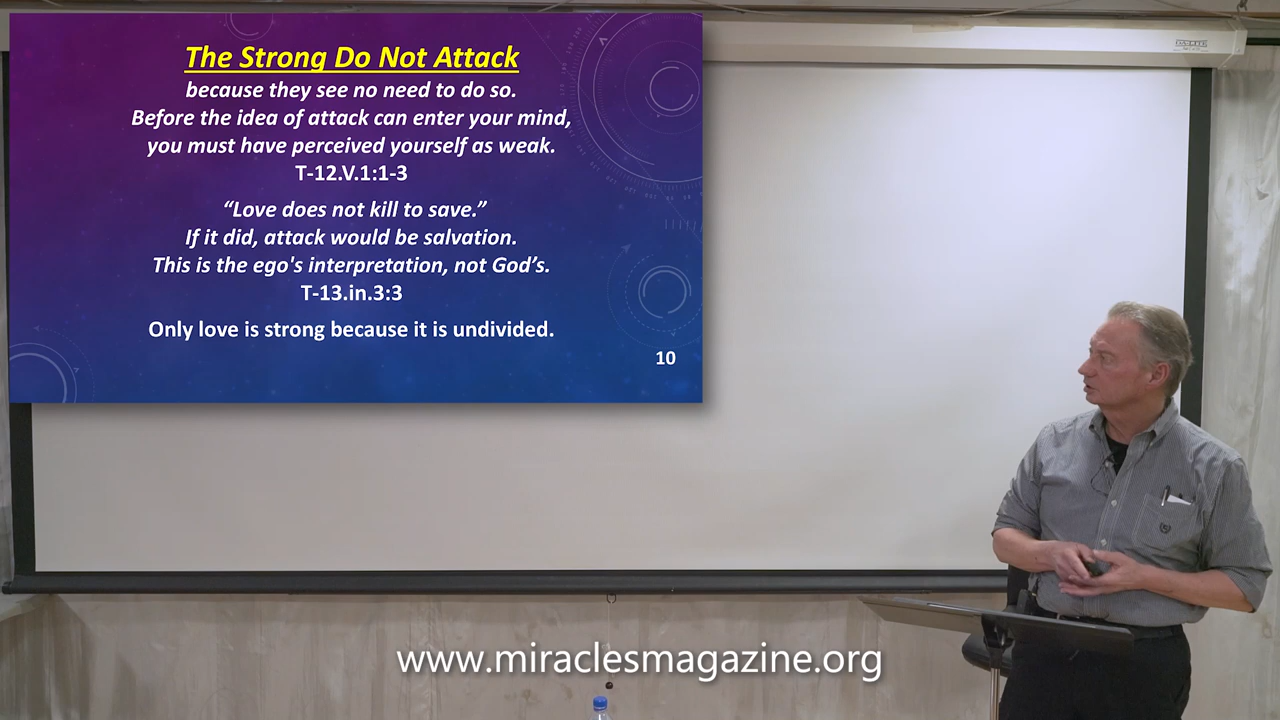 The Strong Do Not Attack
because they see no need to do so.
Before the idea of attack can enter your mind,
you must have perceived yourself as weak.
T-12.V.1:1-3
“Love does not kill to save.”
If it did, attack would be salvation.
This is the ego's interpretation, not God’s.
T-13.in.3:3
Only love is strong because it is undivided.
10
DA-LITE
www.miraclesmagazine.org